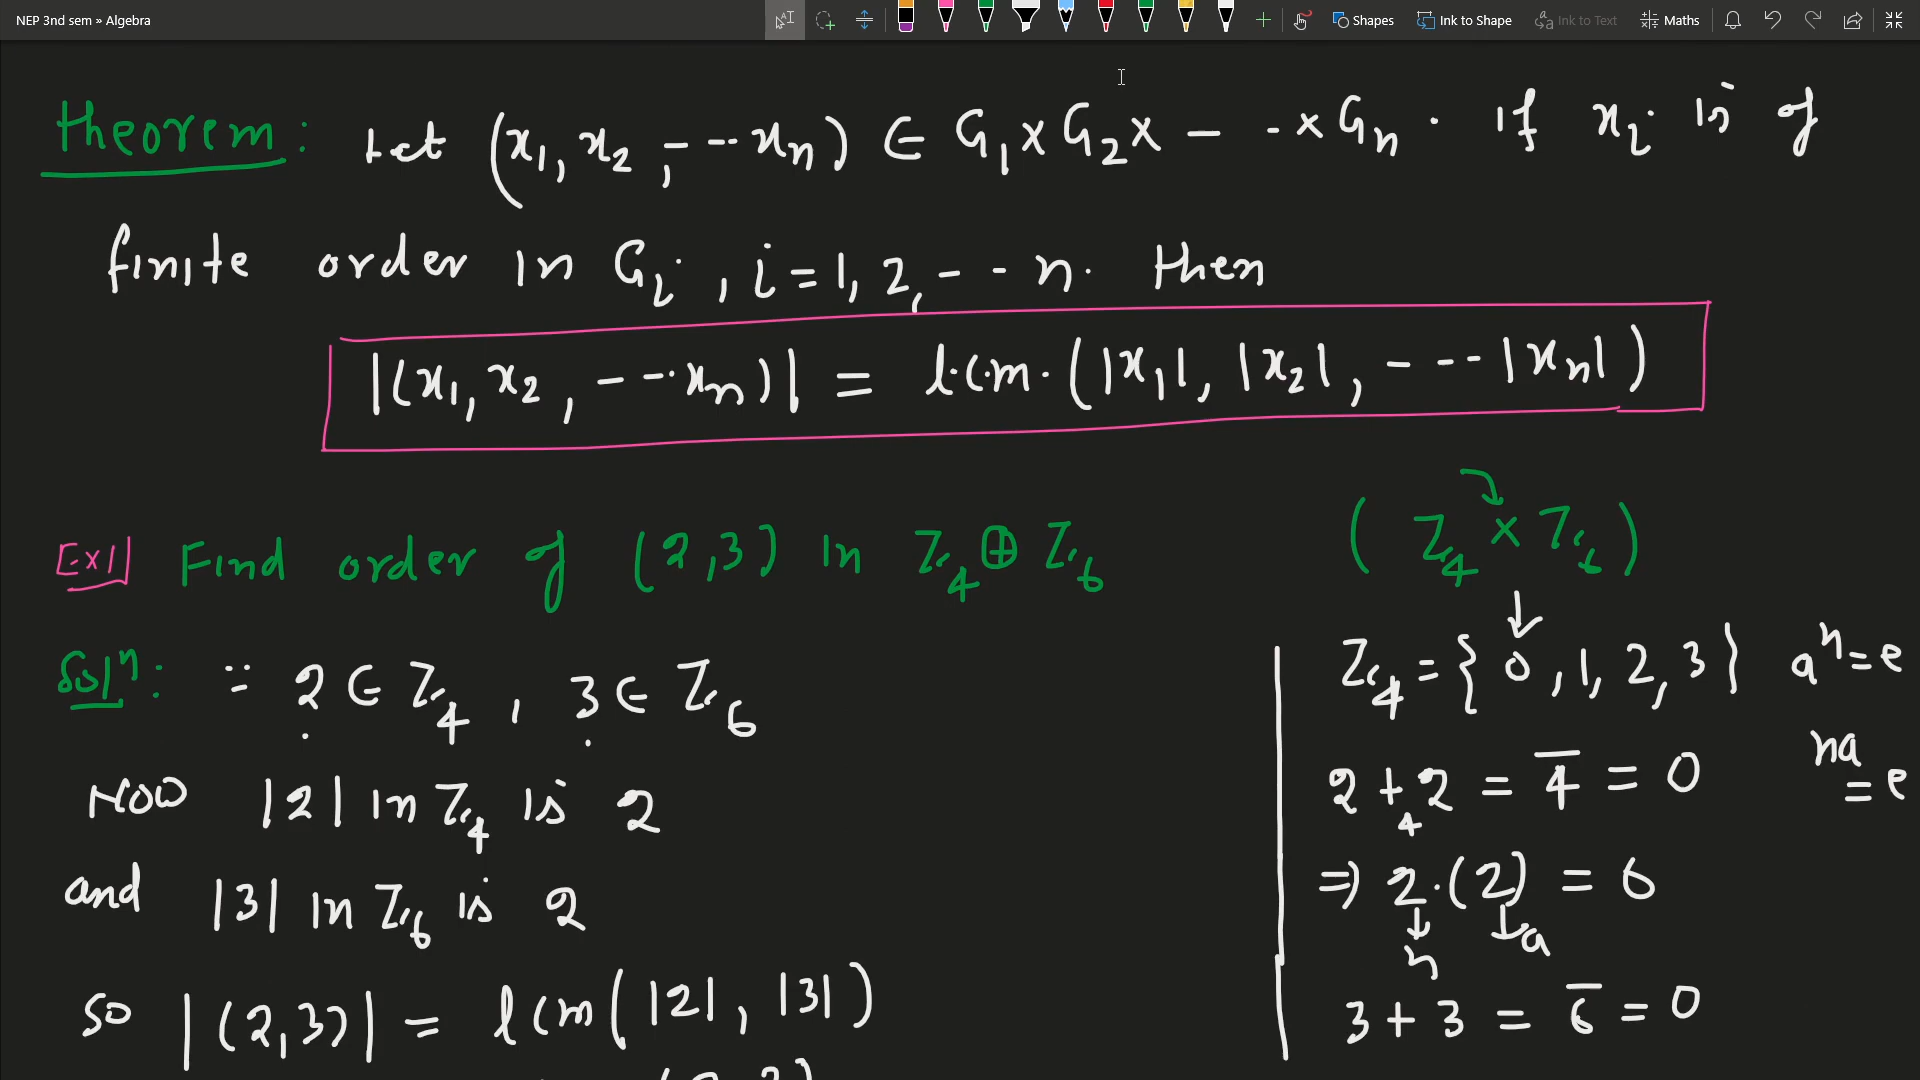 NEP 3nd sem » Algebra
Shapes Ink to Shape Ink to Text Maths
Theorem: Let (x₁, x₂, --- xₙ) ∈ G₁ × G₂ × - - × Gₙ. If xᵢ is of
finite order in Gᵢ, i = 1, 2, - - n. then
|(x₁, x₂, - - - xₙ)| = l.c.m. (|x₁|, |x₂|, - - - - |xₙ|)
Ex1 Find order of (2,3) in Z₄ ⊕ Z₆ (Z₄ × Z₆)
Solⁿ: ∵ 2 ∈ Z₄, 3 ∈ Z₆
Now |2| in Z₄ is 2
and |3| in Z₆ is 2
So |(2,3)| = lcm(|2|, |3|)
Z₄ = {0, 1, 2, 3} aⁿ = e
2 +₄ 2 = 4̅ = 0 na = e
⇒ 2·(2) = 0
n a
3 + 3 = 6̅ = 0